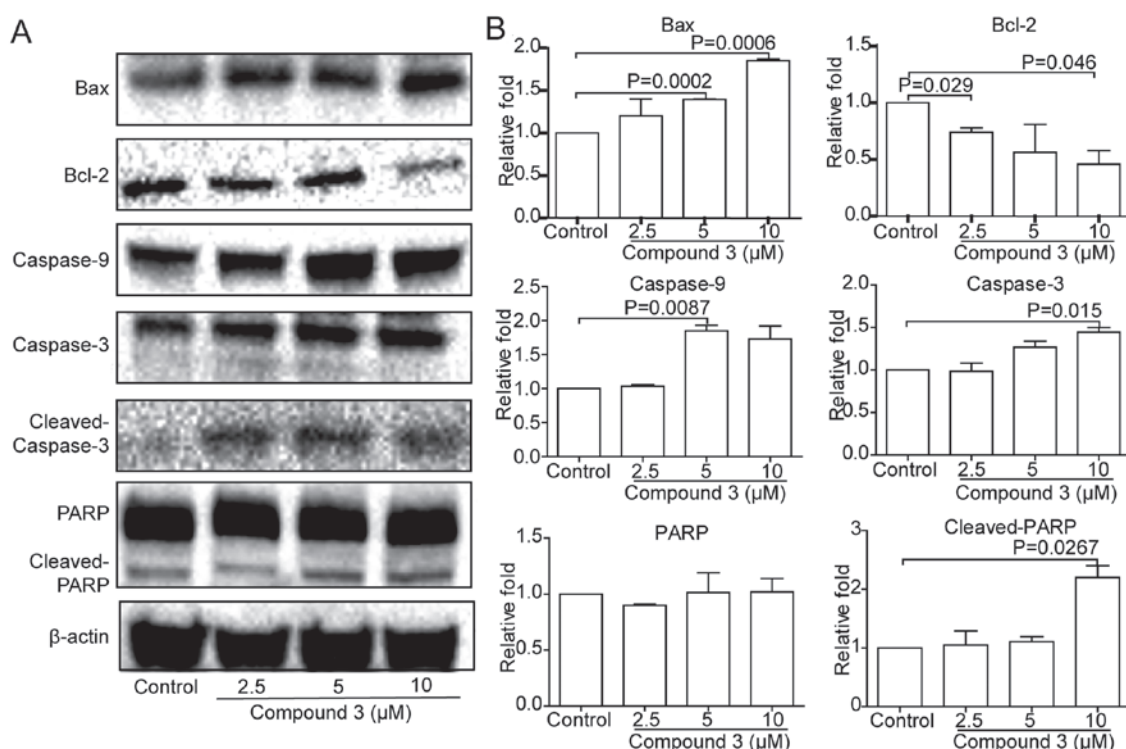 A
Bax
Bcl-2
Caspase-9
Caspase-3
Cleaved-
Caspase-3
PARP
Cleaved-
PARP
β-actin
Control
2.5
5
10
Compound 3 (µM)
B
Bax
P=0.0006
P=0.0002
Relative fold
2.0
1.5
1.0
0.5
0.0
Control
2.5
5
10
Compound 3 (µM)
Bcl-2
P=0.046
P=0.029
Relative fold
1.5
1.0
0.5
0.0
Control
2.5
5
10
Compound 3 (µM)
Caspase-9
P=0.0087
Relative fold
2.5
2.0
1.5
1.0
0.5
0.0
Control
2.5
5
10
Compound 3 (µM)
Caspase-3
P=0.015
Relative fold
2.0
1.5
1.0
0.5
0.0
Control
2.5
5
10
Compound 3 (µM)
PARP
Relative fold
1.5
1.0
0.5
0.0
Control
2.5
5
10
Compound 3 (µM)
Cleaved-PARP
P=0.0267
Relative fold
3
2
1
0
Control
2.5
5
10
Compound 3 (µM)